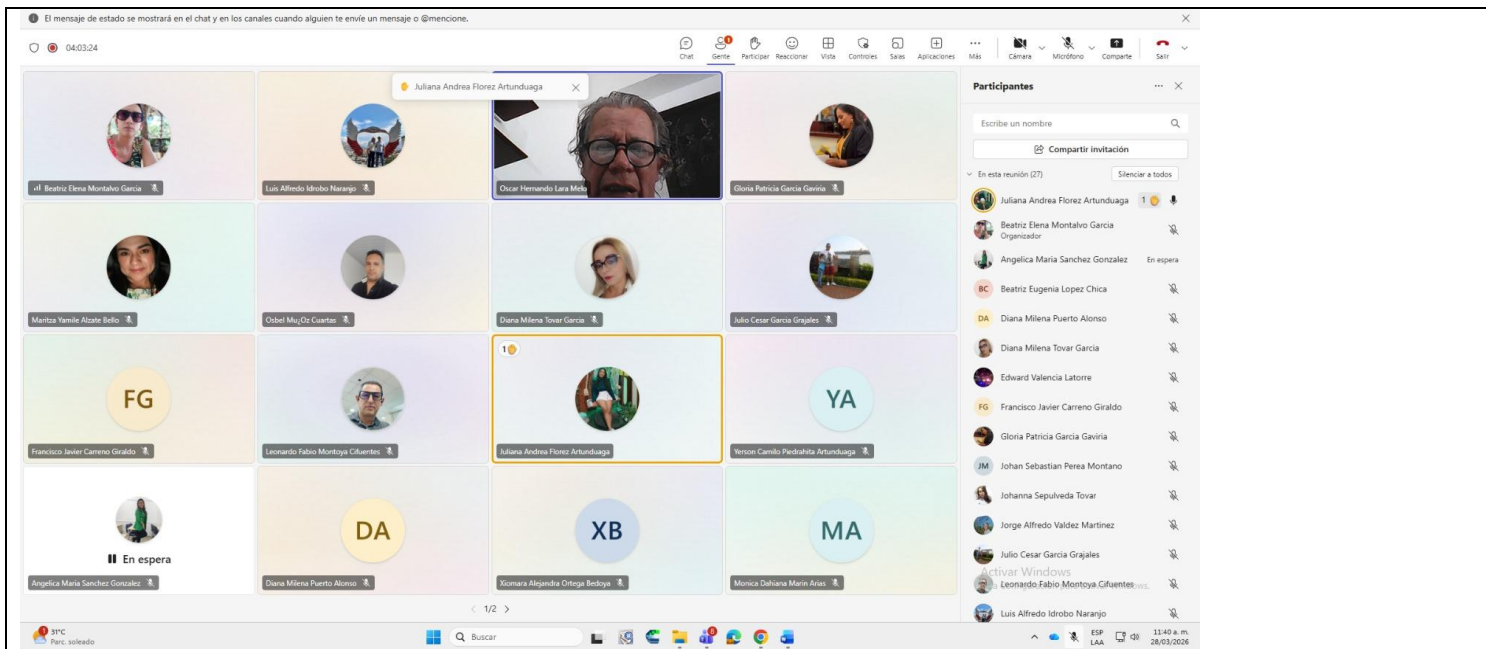 El mensaje de estado se mostrará en el chat y en los canales cuando alguien te envíe un mensaje o @mencione.
04:03:24
Chat
Gente
Participar
Reaccionar
Vista
Controles
Salas
Aplicaciones
Más
Cámara
Micrófono
Comparte
Salir
Juliana Andrea Florez Artunduaga
Beatriz Elena Montalvo Garcia
Luis Alfredo Idrobo Naranjo
Oscar Hernando Lara Melo
Gloria Patricia Garcia Gaviria
Maritza Yamile Alzate Bello
Osbel Mu¿Oz Cuartas
Diana Milena Tovar Garcia
Julio Cesar Garcia Grajales
FG
1
YA
Francisco Javier Carreno Giraldo
Leonardo Fabio Montoya Cifuentes
Juliana Andrea Florez Artunduaga
Yerson Camilo Piedrahita Artunduaga
En espera
DA
XB
MA
Angelica Maria Sanchez Gonzalez
Diana Milena Puerto Alonso
Xiomara Alejandra Ortega Bedoya
Monica Dahiana Marin Arias
1/2
Participantes
Escribe un nombre
Compartir invitación
En esta reunión (27)
Silenciar a todos
Juliana Andrea Florez Artunduaga 1
Beatriz Elena Montalvo Garcia
Organizador
Angelica Maria Sanchez Gonzalez En espera
BC Beatriz Eugenia Lopez Chica
DA Diana Milena Puerto Alonso
Diana Milena Tovar Garcia
Edward Valencia Latorre
FG Francisco Javier Carreno Giraldo
Gloria Patricia Garcia Gaviria
JM Johan Sebastian Perea Montano
Johanna Sepulveda Tovar
Jorge Alfredo Valdez Martinez
Julio Cesar Garcia Grajales
Activar Windows
Leonardo Fabio Montoya Cifuentes
Luis Alfredo Idrobo Naranjo
1
31°C
Parc. soleado
Buscar
ESP
LAA
11:40 a. m.
28/03/2026